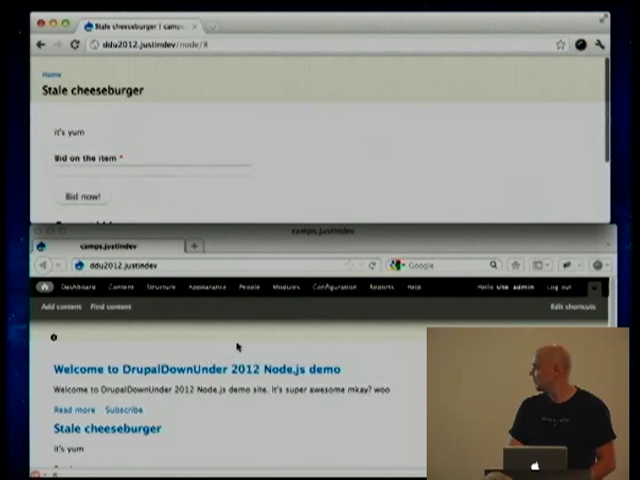 Stale cheeseburger | camps.
ddu2012.justindev/node/8
Home
Stale cheeseburger
it's yum
Bid on the item *
Bid now!
camps.justindev
camps.justindev
ddu2012.justindev
Google
Dashboard Content Structure Appearance People Modules Configuration Reports Help Hello site admin Log out
Add content Find content Edit shortcuts
Welcome to DrupalDownUnder 2012 Node.js demo
Welcome to DrupalDownUnder 2012 Node.js demo site. It's super awesome mkay? woo
Read more Subscribe
Stale cheeseburger
it's yum